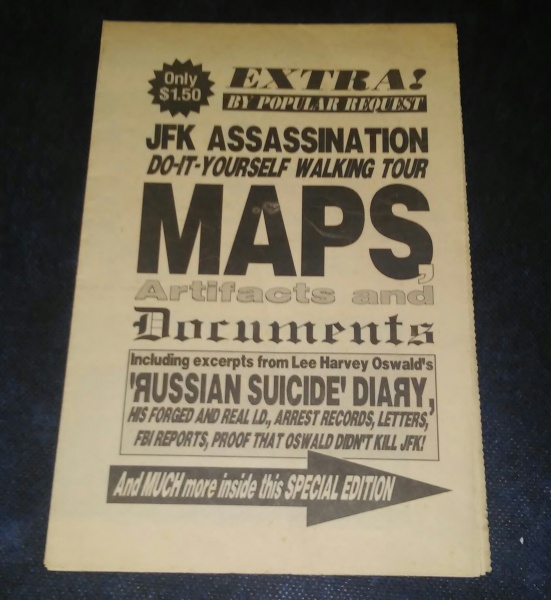 Only
$1.50
EXTRA!
BY POPULAR REQUEST
JFK ASSASSINATION
DO-IT-YOURSELF WALKING TOUR
MAPS,
Artifacts and
Documents
Including excerpts from Lee Harvey Oswald's
'ЯUSSIAN SUICIDE' DIAЯY,
HIS FORGED AND REAL I.D., ARREST RECORDS, LETTERS,
FBI REPORTS, PROOF THAT OSWALD DIDN'T KILL JFK!
And MUCH more inside this SPECIAL EDITION